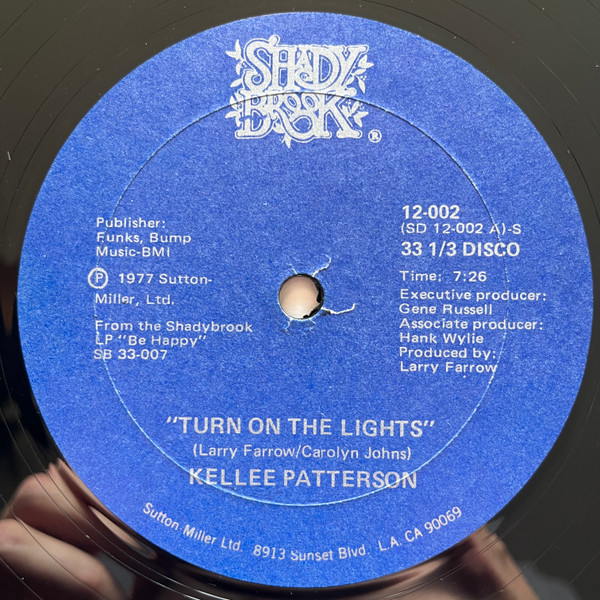 SHADY
BROOK
®
Publisher:
Funks, Bump
Music-BMI
Ⓟ 1977 Sutton-
Miller, Ltd.
From the Shadybrook
LP "Be Happy"
SB 33-007
12-002
(SD 12-002 A)-S
33 1/3 DISCO
Time: 7:26
Executive producer:
Gene Russell
Associate producer:
Hank Wylie
Produced by:
Larry Farrow
"TURN ON THE LIGHTS"
(Larry Farrow/Carolyn Johns)
KELLEE PATTERSON
Sutton Miller Ltd. 8913 Sunset Blvd. L.A. CA 90069